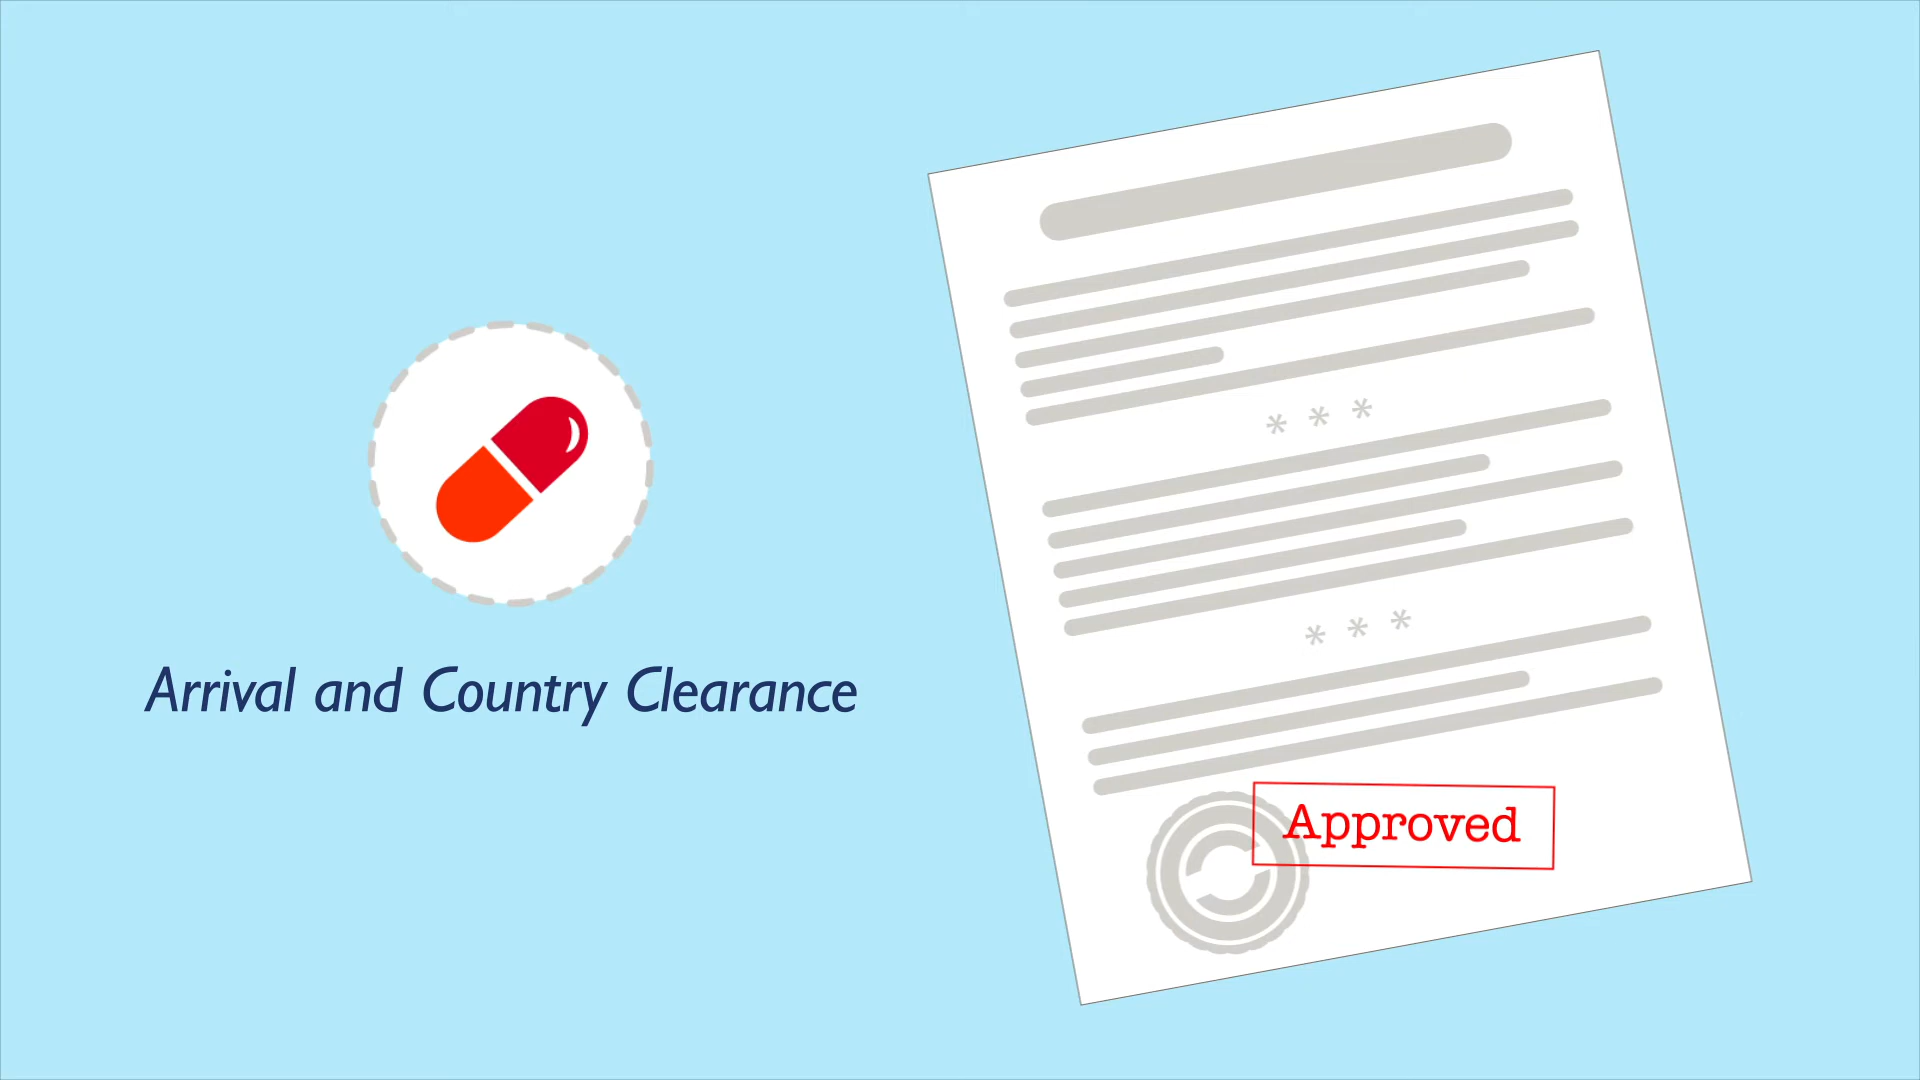 Arrival and Country Clearance
* * *
* * *
Approved